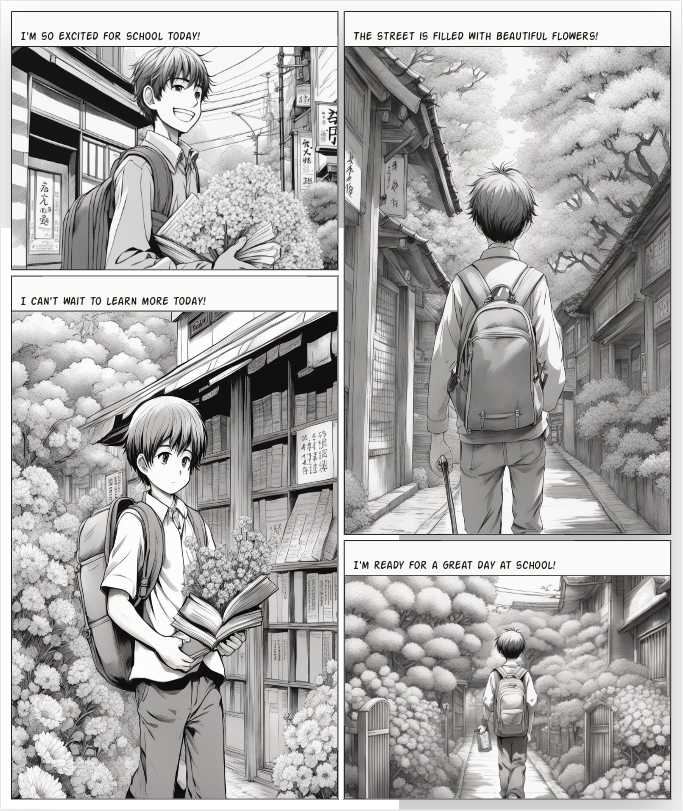 I'M SO EXCITED FOR SCHOOL TODAY!
THE STREET IS FILLED WITH BEAUTIFUL FLOWERS!
I CAN'T WAIT TO LEARN MORE TODAY!
I'M READY FOR A GREAT DAY AT SCHOOL!